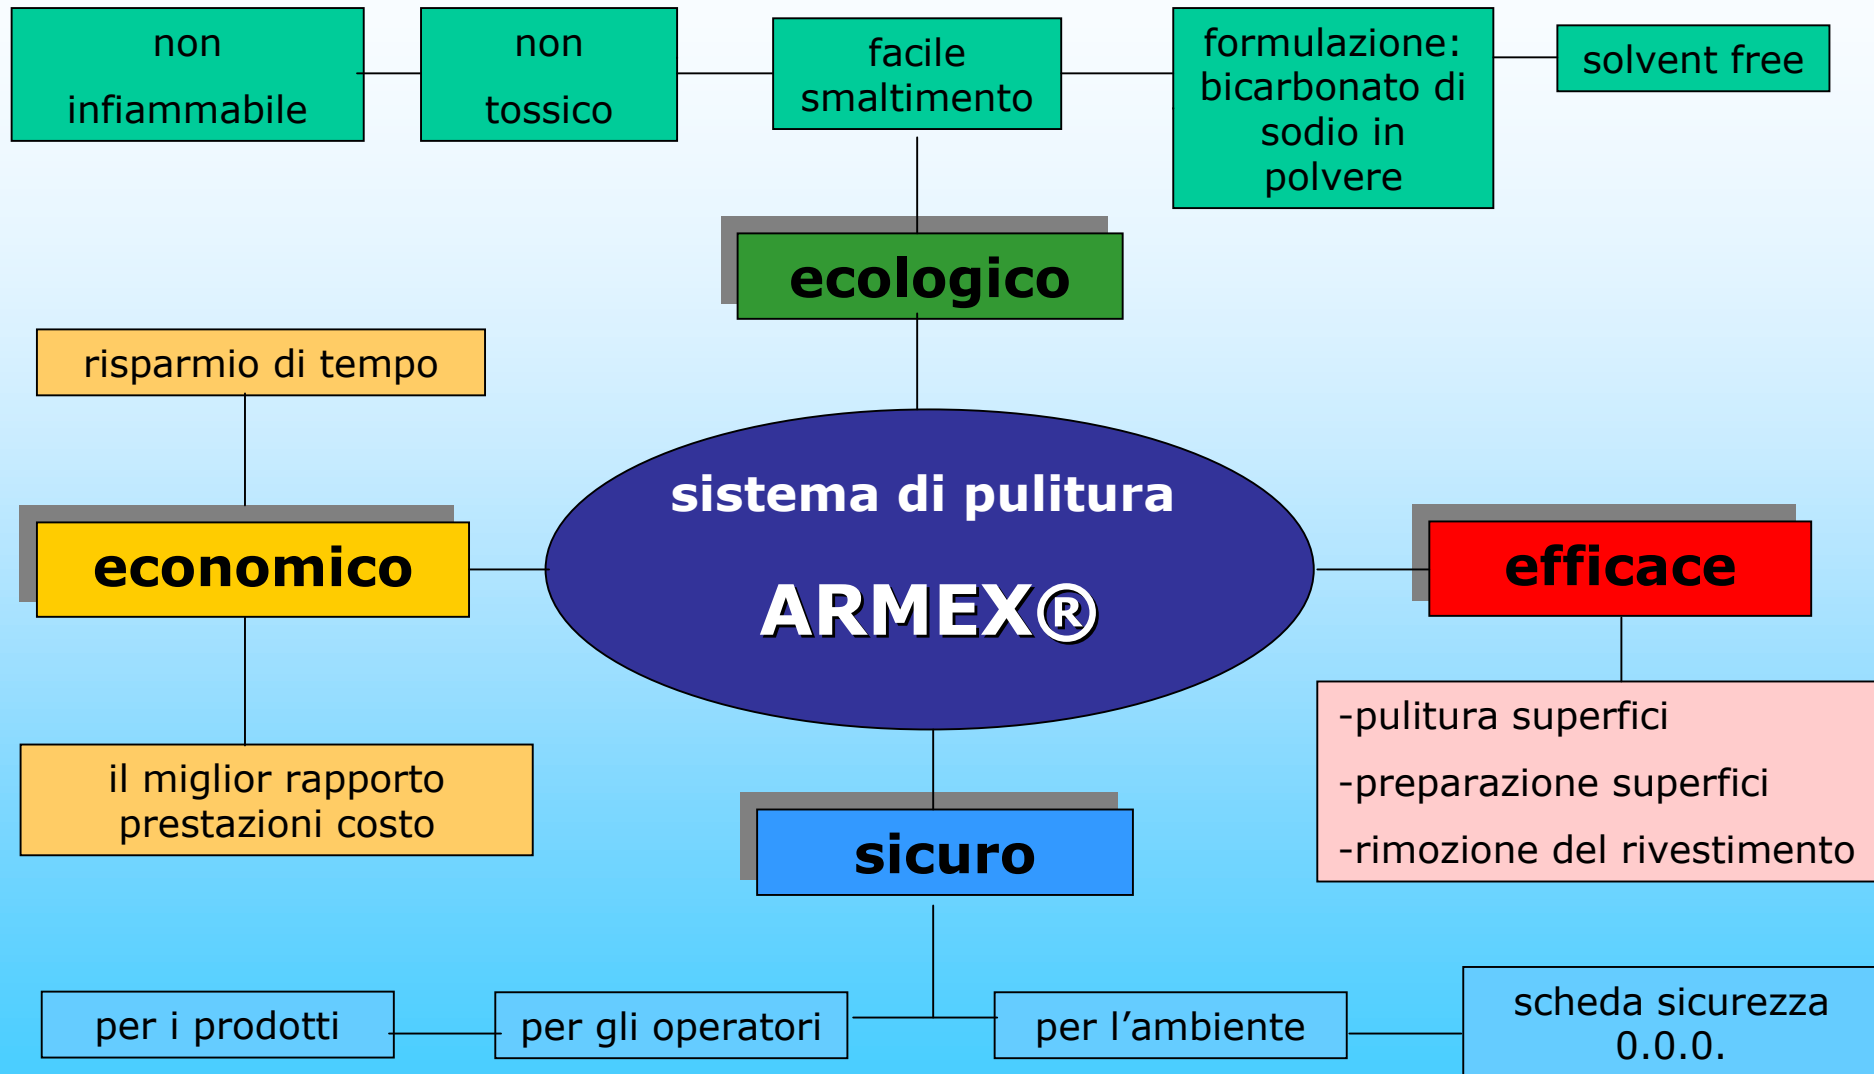 non
infiammabile
non
tossico
facile
smaltimento
formulazione:
bicarbonato di
sodio in
polvere
solvent free
ecologico
risparmio di tempo
economico
il miglior rapporto
prestazioni costo
sistema di pulitura
ARMEX®
efficace
-pulitura superfici
-preparazione superfici
-rimozione del rivestimento
sicuro
per i prodotti
per gli operatori
per l’ambiente
scheda sicurezza
0.0.0.